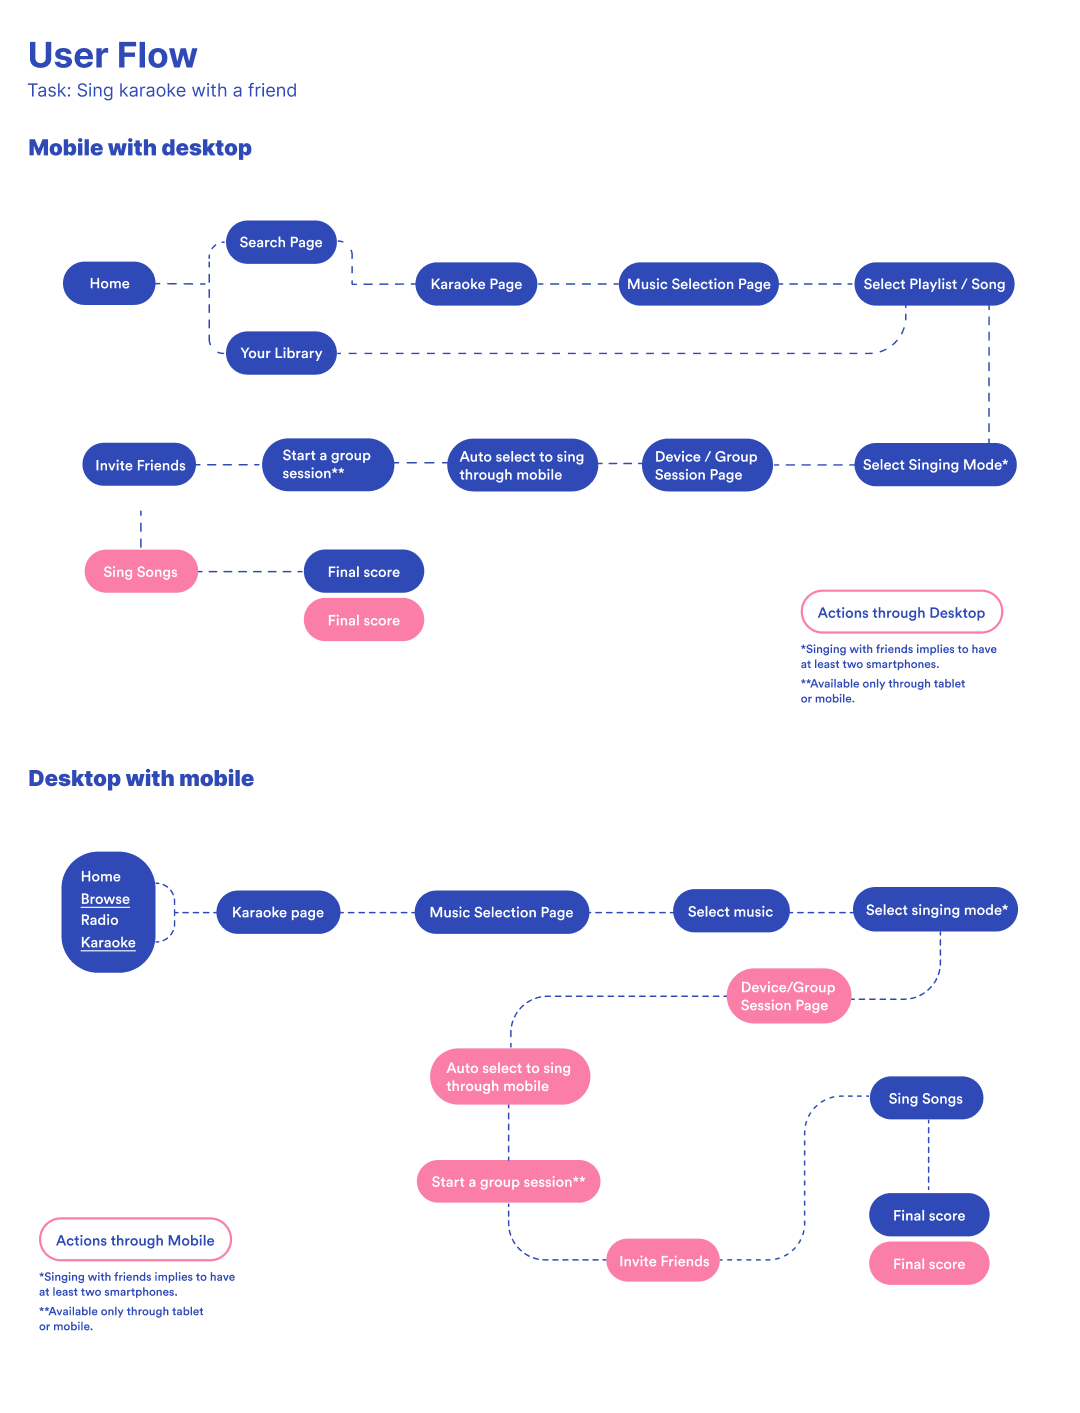 User Flow
Task: Sing karaoke with a friend
Mobile with desktop
Search Page
Home
Karaoke Page
Music Selection Page
Select Playlist / Song
Your Library
Invite Friends
Start a group
session**
Auto select to sing
through mobile
Device / Group
Session Page
Select Singing Mode*
Sing Songs
Final score
Final score
Actions through Desktop
*Singing with friends implies to have
at least two smartphones.
**Available only through tablet
or mobile.
Desktop with mobile
Home
Browse
Radio
Karaoke
Karaoke page
Music Selection Page
Select music
Select singing mode*
Device/Group
Session Page
Auto select to sing
through mobile
Start a group session**
Invite Friends
Sing Songs
Final score
Final score
Actions through Mobile
*Singing with friends implies to have
at least two smartphones.
**Available only through tablet
or mobile.